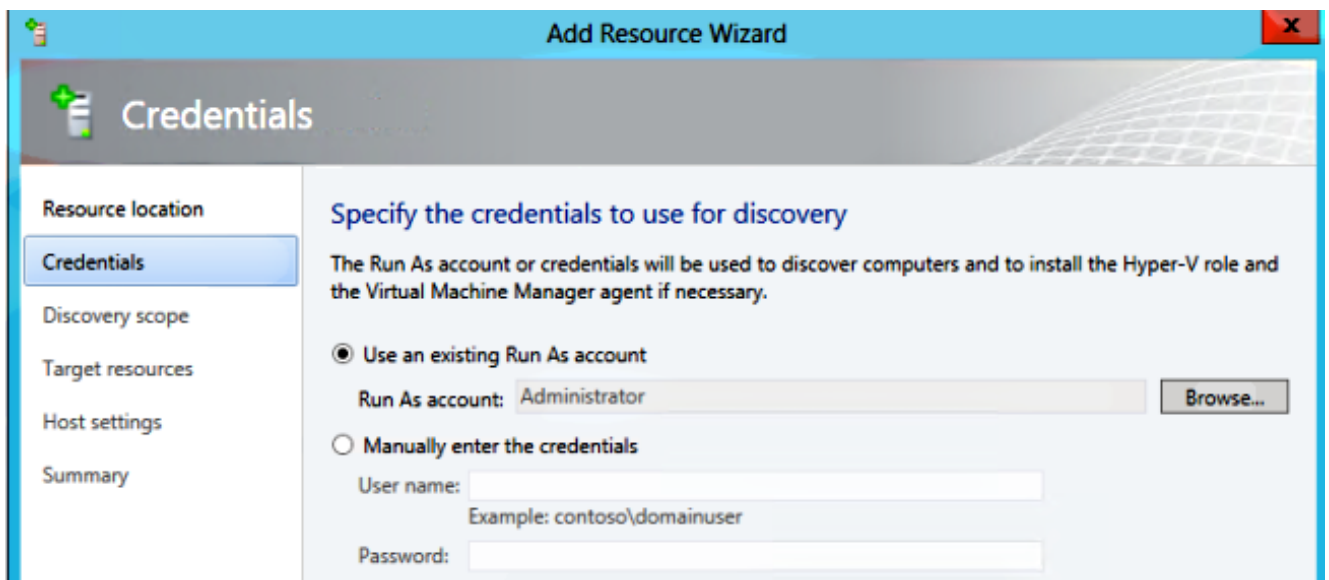 Add Resource Wizard
x
Credentials
Resource location
Credentials
Discovery scope
Target resources
Host settings
Summary
Specify the credentials to use for discovery
The Run As account or credentials will be used to discover computers and to install the Hyper-V role and
the Virtual Machine Manager agent if necessary.
Use an existing Run As account
Run As account: Administrator Browse...
Manually enter the credentials
User name:
Example: contoso\domainuser
Password: